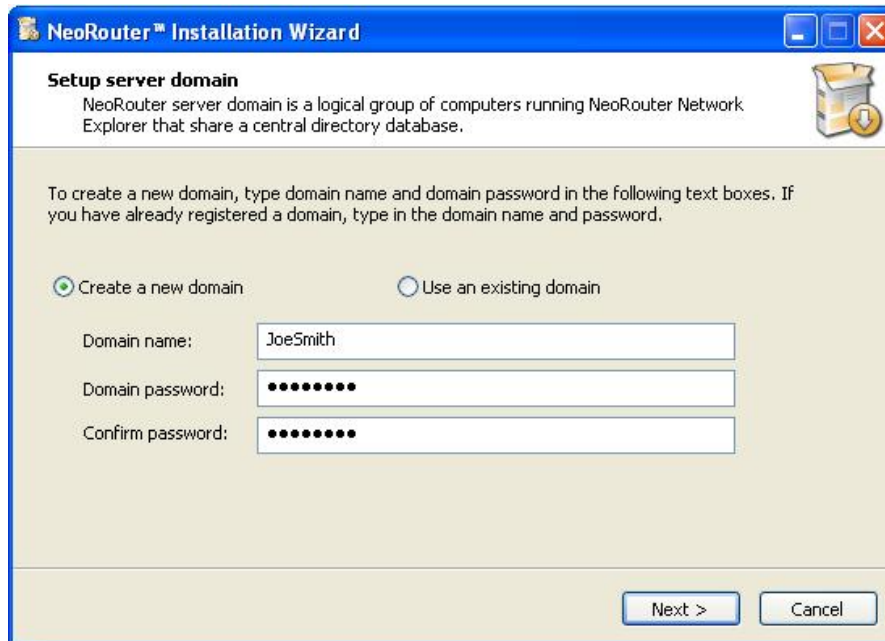 NeoRouter™ Installation Wizard
Setup server domain
NeoRouter server domain is a logical group of computers running NeoRouter Network
Explorer that share a central directory database.
To create a new domain, type domain name and domain password in the following text boxes. If
you have already registered a domain, type in the domain name and password.
Create a new domain Use an existing domain
Domain name: JoeSmith
Domain password: ●●●●●●●●
Confirm password: ●●●●●●●●
Next > Cancel